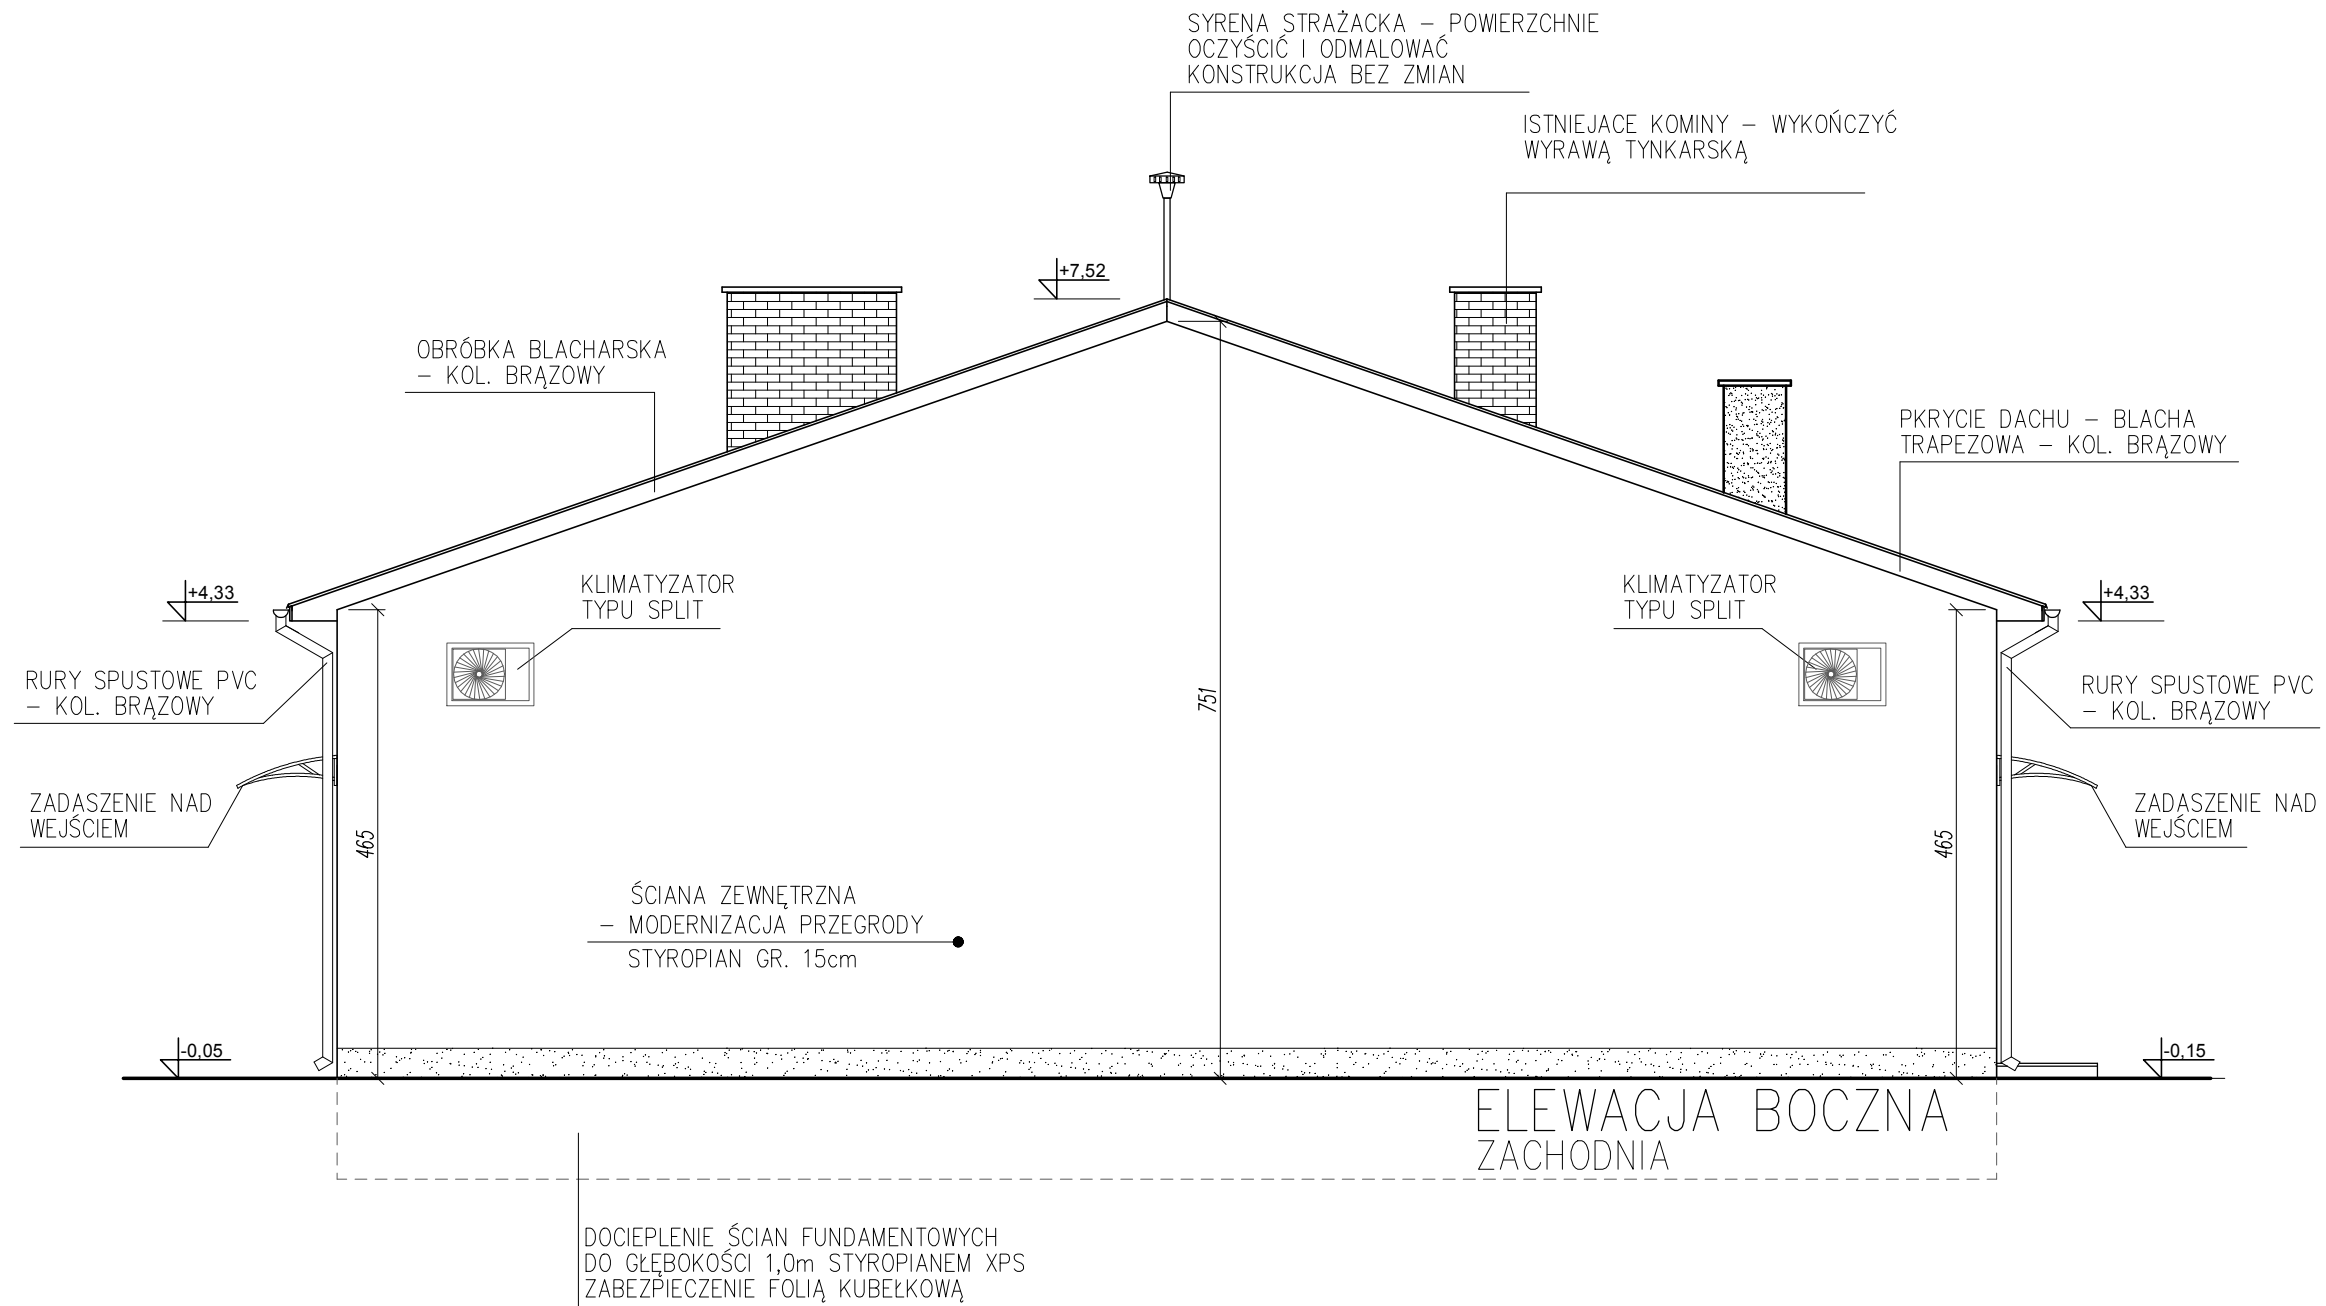 SYRENA STRAŻACKA – POWIERZCHNIE
OCZYŚCIĆ I ODMALOWAĆ
KONSTRUKCJA BEZ ZMIAN
ISTNIEJACE KOMINY – WYKOŃCZYĆ
WYRAWĄ TYNKARSKĄ
+7,52
OBRÓBKA BLACHARSKA
– KOL. BRĄZOWY
PKRYCIE DACHU – BLACHA
TRAPEZOWA – KOL. BRĄZOWY
+4,33
KLIMATYZATOR
TYPU SPLIT
KLIMATYZATOR
TYPU SPLIT
+4,33
RURY SPUSTOWE PVC
– KOL. BRĄZOWY
751
RURY SPUSTOWE PVC
– KOL. BRĄZOWY
ZADASZENIE NAD
WEJŚCIEM
465
465
ZADASZENIE NAD
WEJŚCIEM
ŚCIANA ZEWNĘTRZNA
– MODERNIZACJA PRZEGRODY
STYROPIAN GR. 15cm
-0,05
-0,15
ELEWACJA BOCZNA
ZACHODNIA
DOCIEPLENIE ŚCIAN FUNDAMENTOWYCH
DO GŁĘBOKOŚCI 1,0m STYROPIANEM XPS
ZABEZPIECZENIE FOLIĄ KUBEŁKOWĄ